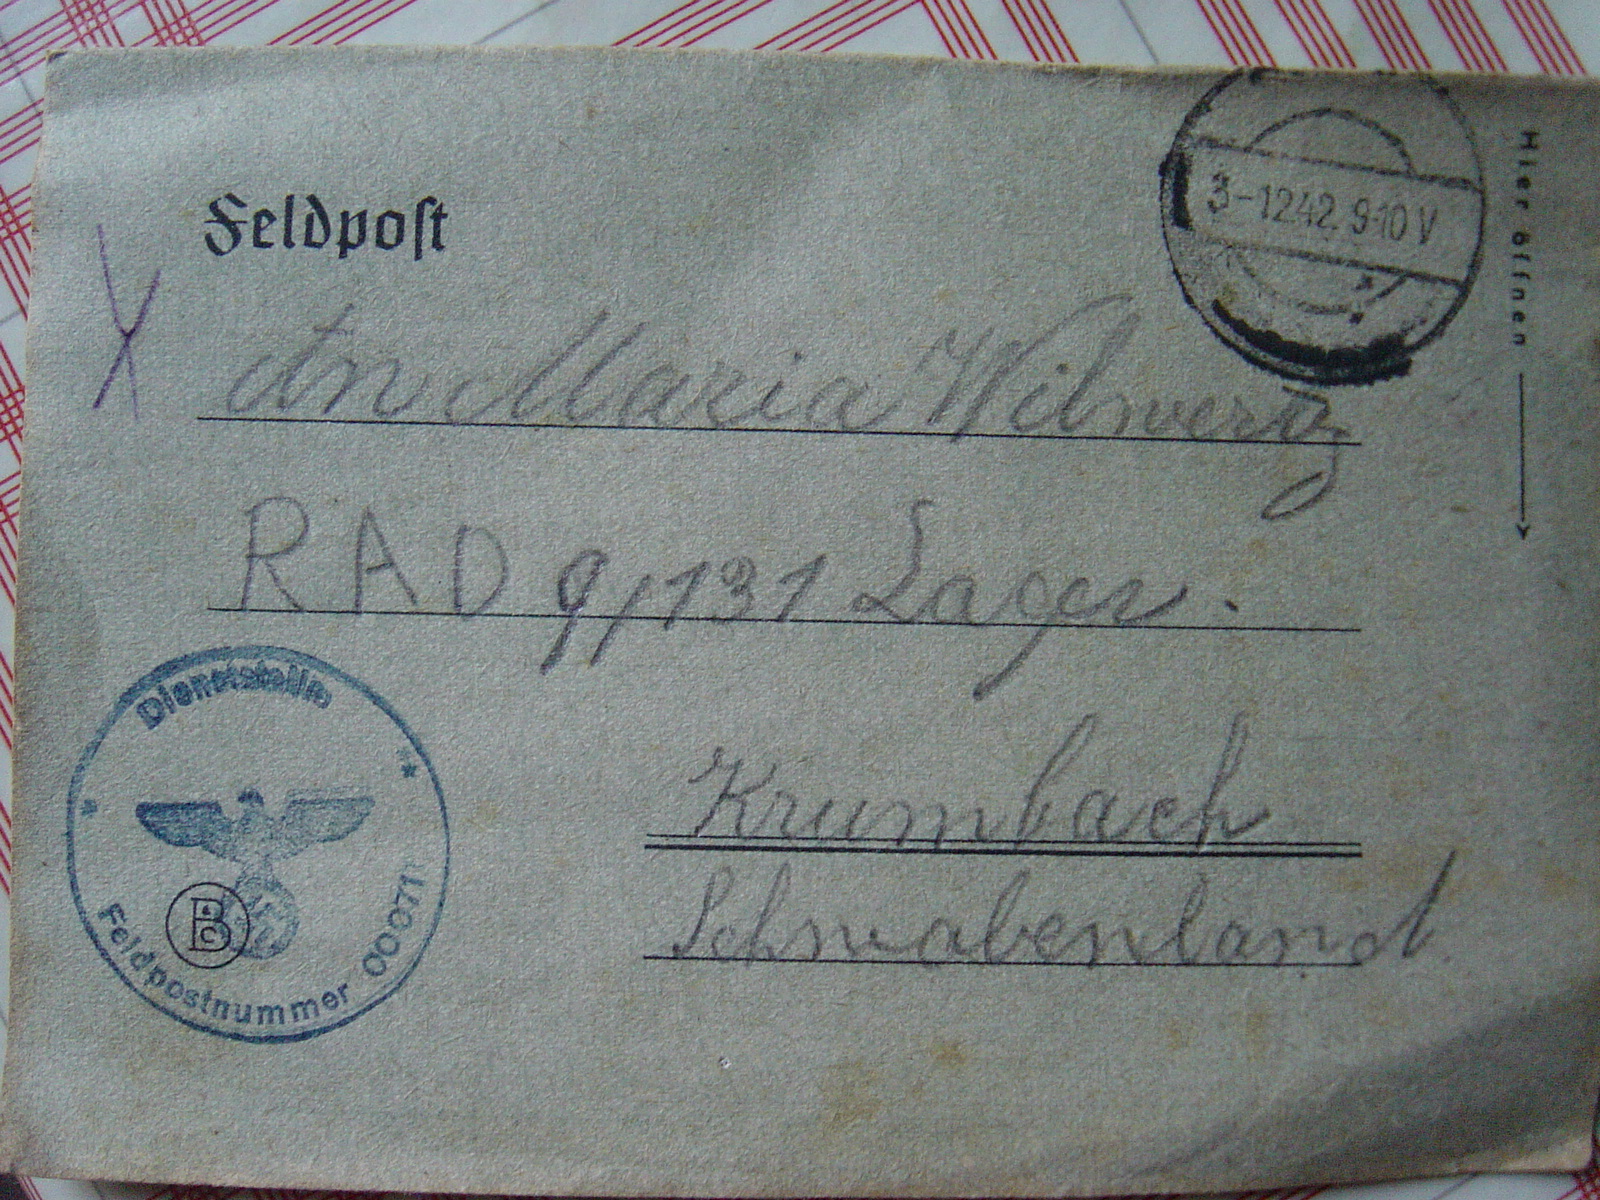 Feldpost
3-12.42. 9-10 V
Hier öffnen
An Maria Wilwerz
RAD 9/131 Lager.
Krumbach
Schwabenland
Dienststelle
Feldpostnummer 00071